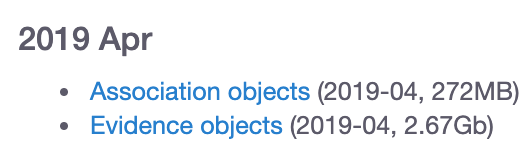 2019 Apr
• Association objects (2019-04, 272MB)
• Evidence objects (2019-04, 2.67Gb)